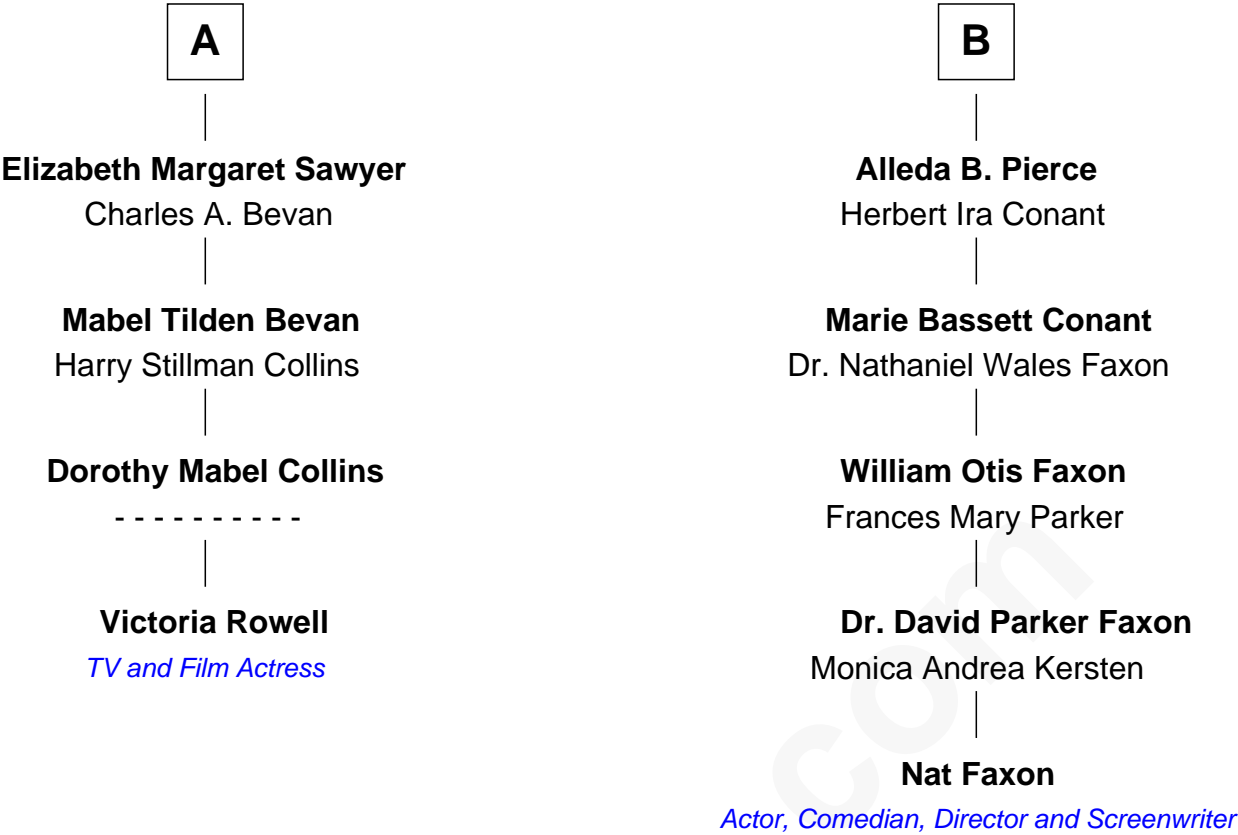 A
Elizabeth Margaret Sawyer
Charles A. Bevan
Mabel Tilden Bevan
Harry Stillman Collins
Dorothy Mabel Collins
- - - - - - - - - -
Victoria Rowell
TV and Film Actress
B
Alleda B. Pierce
Herbert Ira Conant
Marie Bassett Conant
Dr. Nathaniel Wales Faxon
William Otis Faxon
Frances Mary Parker
Dr. David Parker Faxon
Monica Andrea Kersten
Nat Faxon
Actor, Comedian, Director and Screenwriter
com